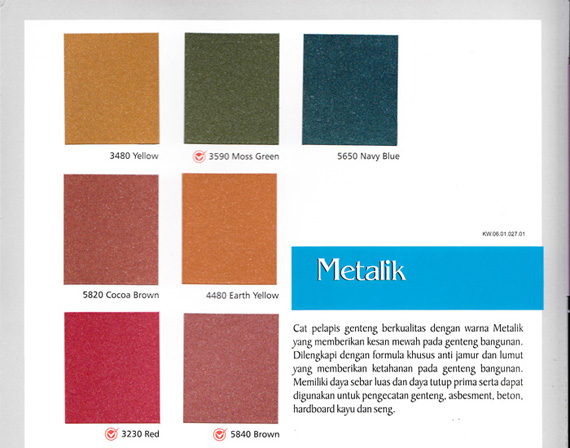 3480 Yellow
3590 Moss Green
5650 Navy Blue
5820 Cocoa Brown
4480 Earth Yellow
3230 Red
5840 Brown
KW.06.01.027.01
Metalik
Cat pelapis genteng berkualitas dengan warna Metalik
yang memberikan kesan mewah pada genteng bangunan.
Dilengkapi dengan formula khusus anti jamur dan lumut
yang memberikan ketahanan pada genteng bangunan.
Memiliki daya sebar luas dan daya tutup prima serta dapat
digunakan untuk pengecatan genteng, asbesment, beton,
hardboard kayu dan seng.